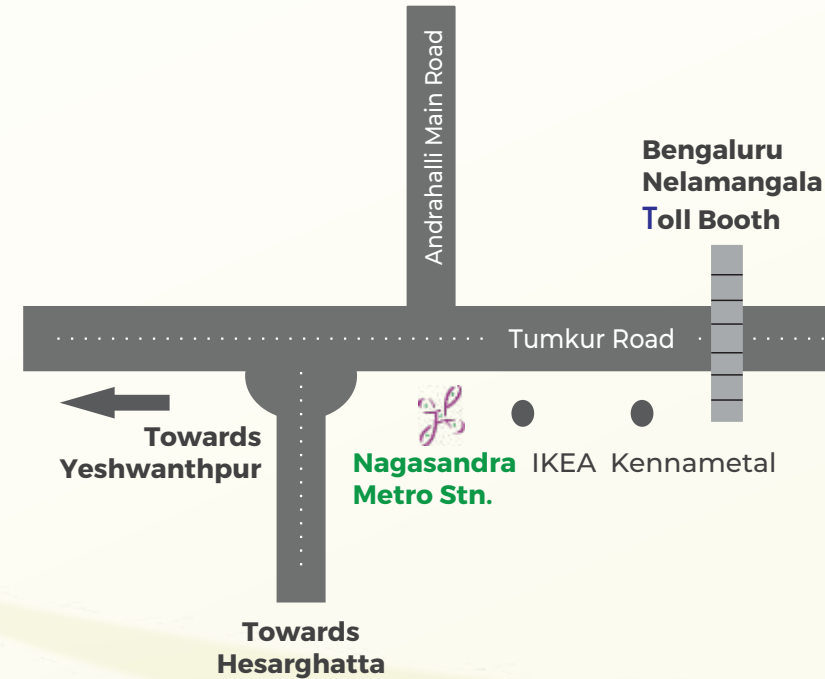 Andrahalli Main Road
Bengaluru
Nelamangala
Toll Booth
Tumkur Road
Towards
Yeshwanthpur
Nagasandra
Metro Stn.
IKEA
Kennametal
Towards
Hesarghatta